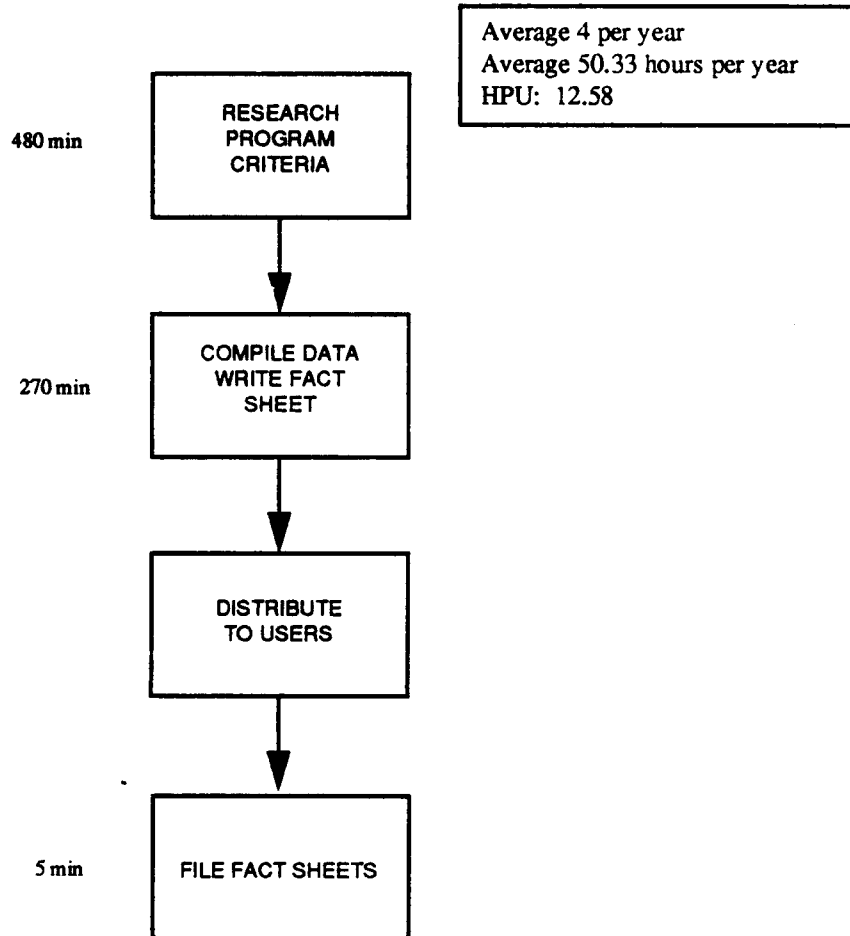 Average 4 per year
Average 50.33 hours per year
HPU: 12.58
480 min
RESEARCH
PROGRAM
CRITERIA
270 min
COMPILE DATA
WRITE FACT
SHEET
DISTRIBUTE
TO USERS
5 min
FILE FACT SHEETS